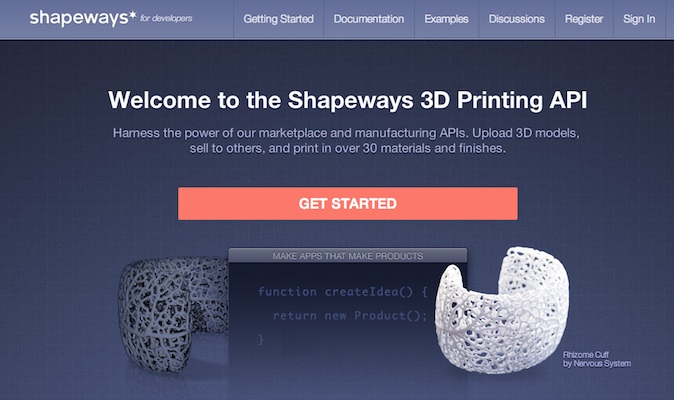 shapeways* for developers
Getting Started
Documentation
Examples
Discussions
Register
Sign In
Welcome to the Shapeways 3D Printing API
Harness the power of our marketplace and manufacturing APIs. Upload 3D models,
sell to others, and print in over 30 materials and finishes.
GET STARTED
MAKE APPS THAT MAKE PRODUCTS
function createIdea() {
return new Product();
}
Rhizome Cuff
by Nervous System